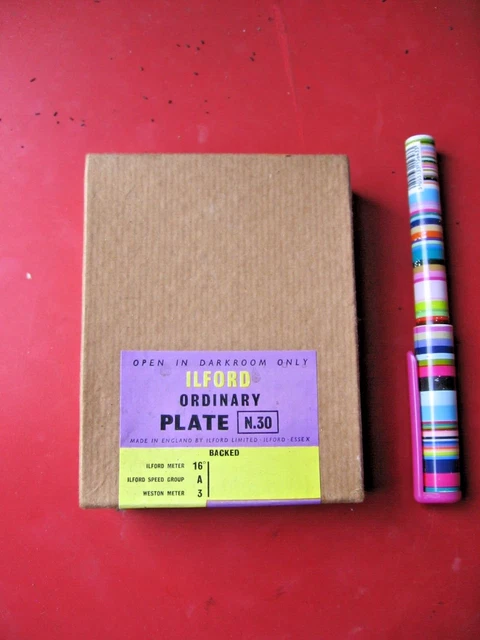 OPEN IN DARKROOM ONLY
ILFORD
ORDINARY
PLATE N.30
MADE IN ENGLAND BY ILFORD LIMITED · ILFORD · ESSEX
BACKED
ILFORD METER 16°
ILFORD SPEED GROUP A
WESTON METER 3